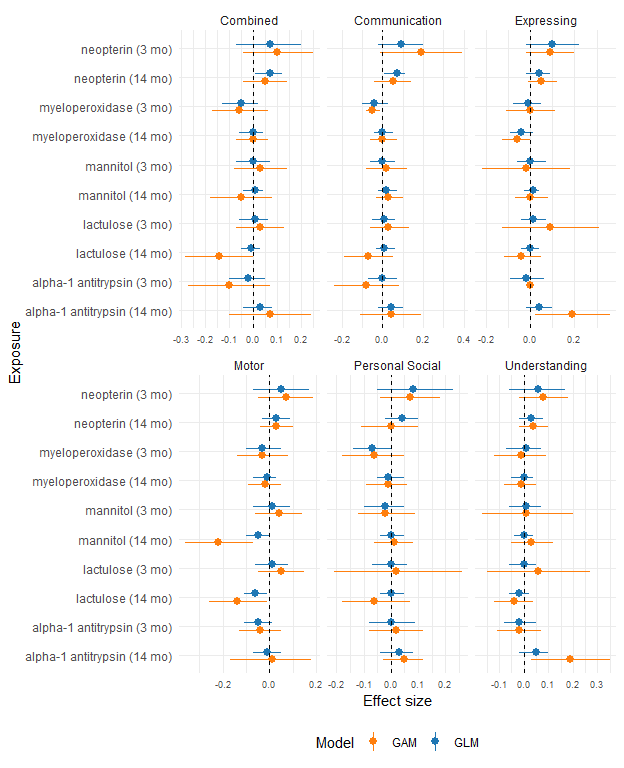 Combined Communication Expressing
neopterin (3 mo)
neopterin (14 mo)
myeloperoxidase (3 mo)
myeloperoxidase (14 mo)
mannitol (3 mo)
mannitol (14 mo)
lactulose (3 mo)
lactulose (14 mo)
alpha-1 antitrypsin (3 mo)
alpha-1 antitrypsin (14 mo)
-0.3 -0.2 -0.1 0.0 0.1 0.2 -0.2 0.0 0.2 0.4 -0.2 0.0 0.2
Exposure
Motor Personal Social Understanding
neopterin (3 mo)
neopterin (14 mo)
myeloperoxidase (3 mo)
myeloperoxidase (14 mo)
mannitol (3 mo)
mannitol (14 mo)
lactulose (3 mo)
lactulose (14 mo)
alpha-1 antitrypsin (3 mo)
alpha-1 antitrypsin (14 mo)
-0.2 0.0 0.2 -0.2 -0.1 0.0 0.1 0.2 -0.1 0.0 0.1 0.2 0.3
Effect size
Model GAM GLM